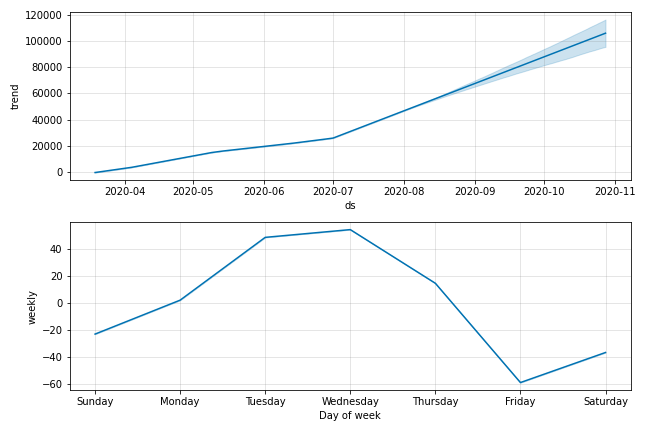 120000
100000
80000
60000
40000
20000
0
trend
2020-04 2020-05 2020-06 2020-07 2020-08 2020-09 2020-10 2020-11
ds
40
20
0
−20
−40
−60
weekly
Sunday Monday Tuesday Wednesday Thursday Friday Saturday
Day of week